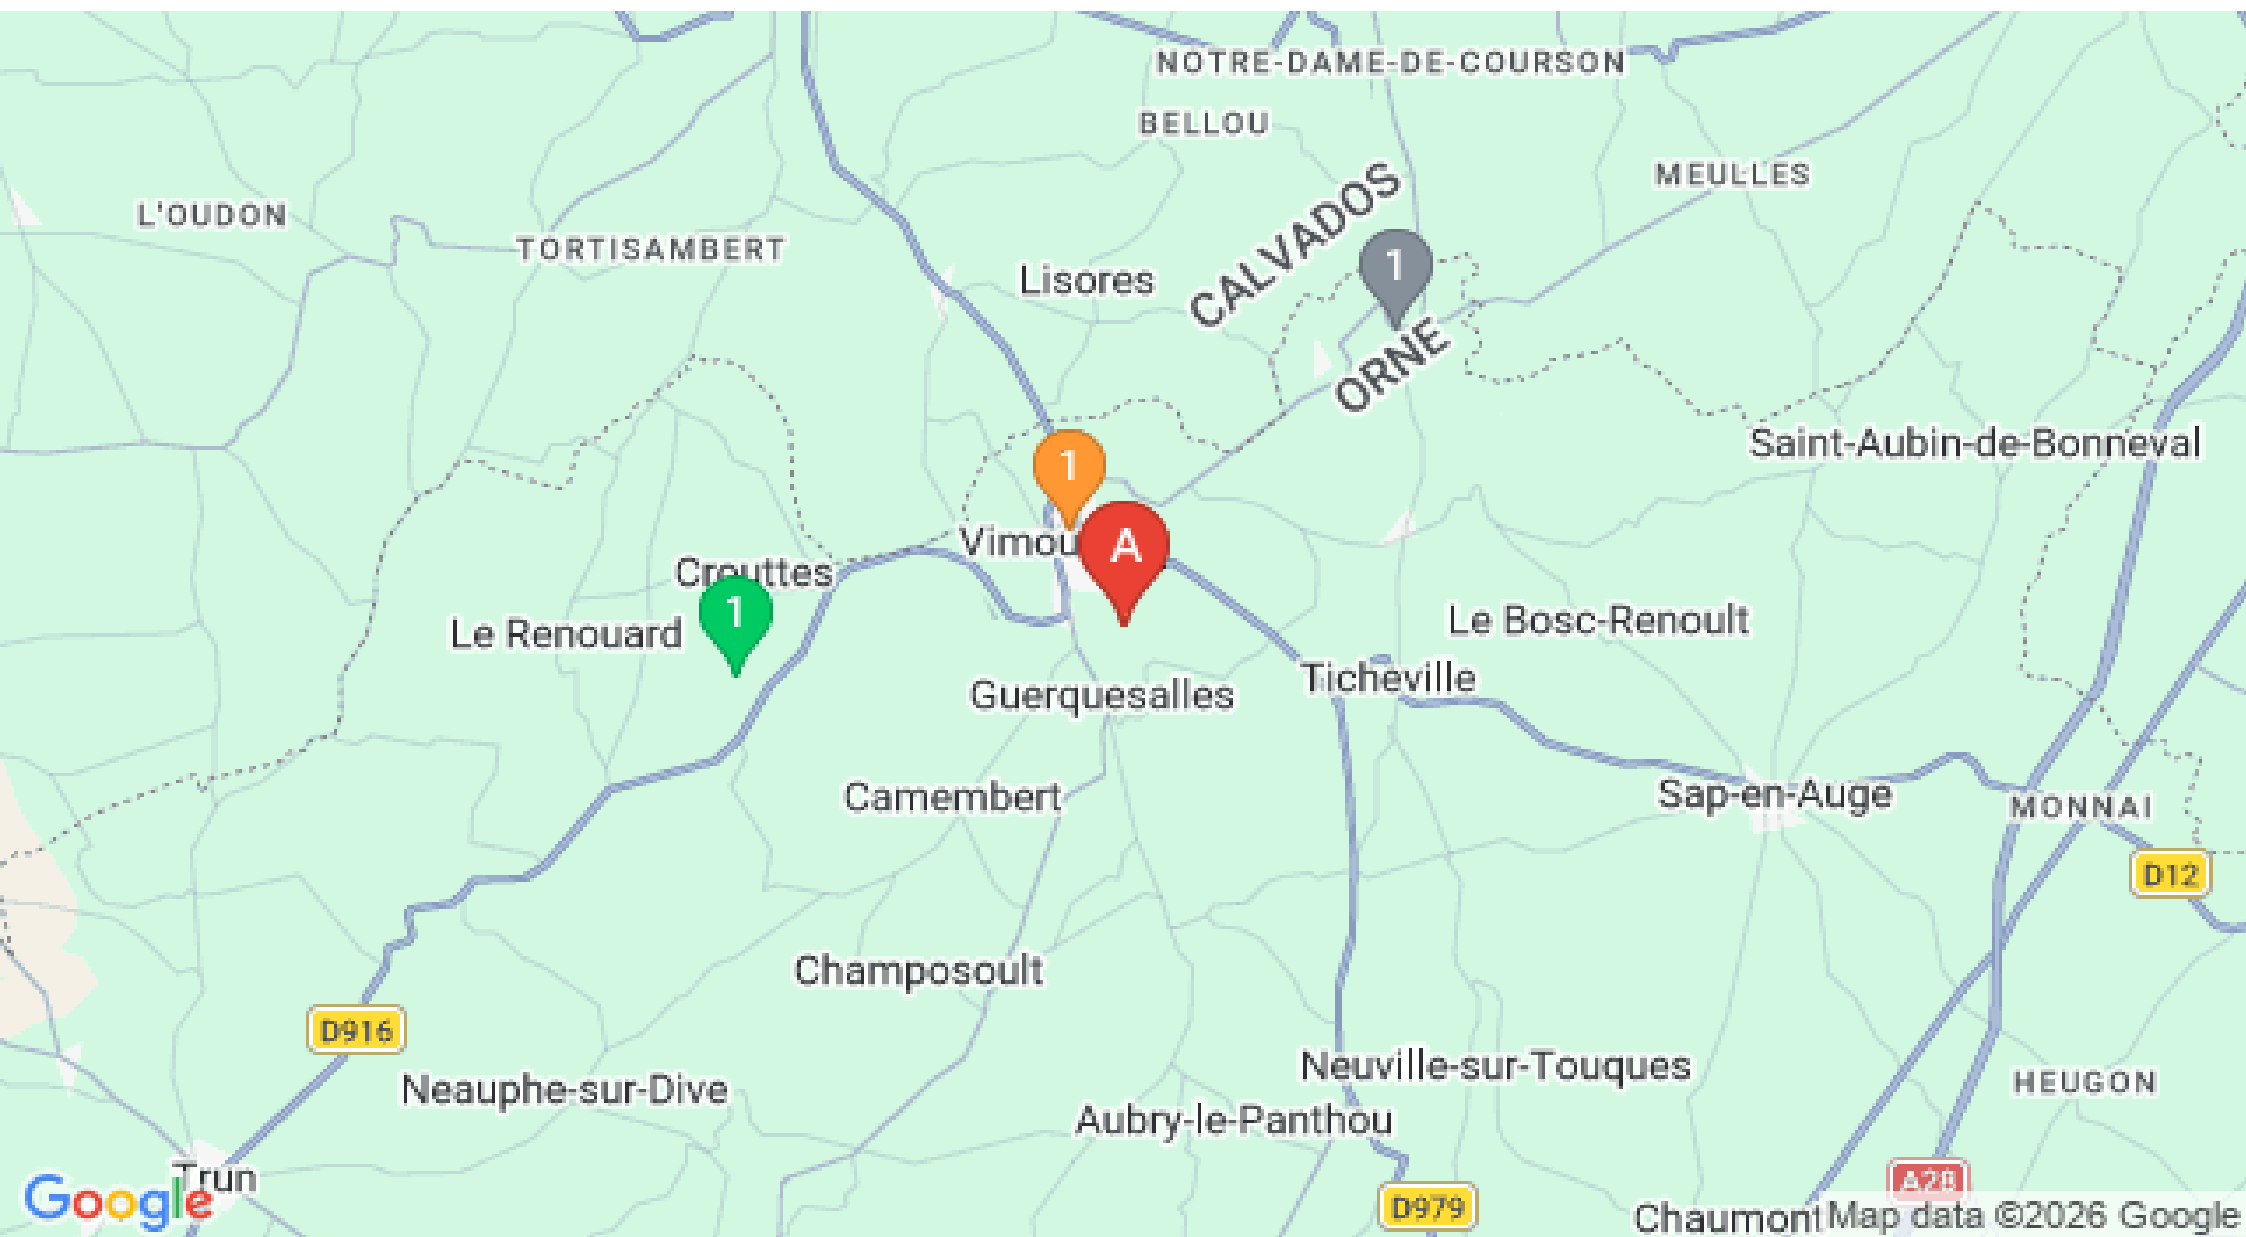 NOTRE-DAME-DE-COURSON
BELLOU
MEULLES
CALVADOS
L'OUDON
TORTISAMBERT
Lisores
1
ORNE
Saint-Aubin-de-Bonneval
1
Vimou
A
Crouttes
1
Le Renouard
Le Bosc-Renoult
Ticheville
Guerquesalles
Camembert
Sap-en-Auge
MONNAI
D12
Champosoult
D916
Neuville-sur-Touques
Neauphe-sur-Dive
HEUGON
Aubry-le-Panthou
Trun
A28
Google
D979
Chaumont
Map data ©2026 Google